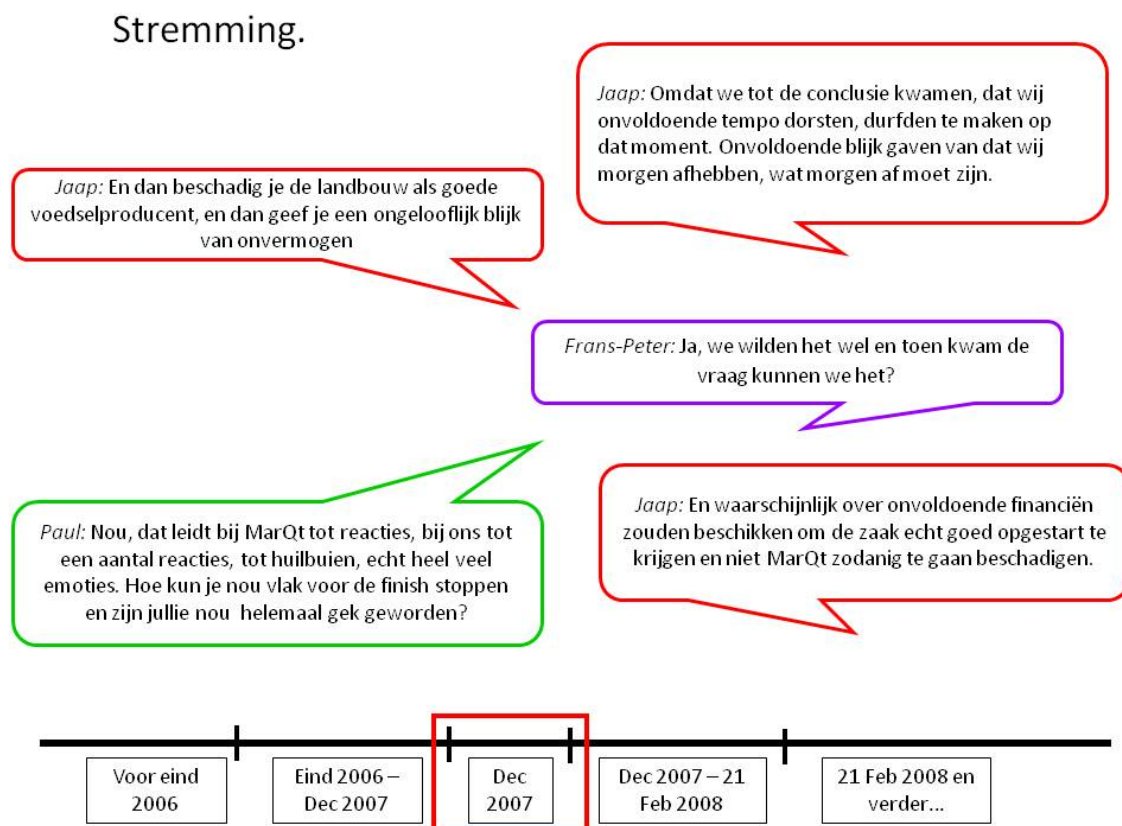 Stremming.
Jaap: Omdat we tot de conclusie kwamen, dat wij
onvoldoende tempo dorsten, durfden te maken op
dat moment. Onvoldoende blijk gaven van dat wij
morgen afhebben, wat morgen af moet zijn.
Jaap: En dan beschadig je de landbouw als goede
voedselproducent, en dan geef je een ongelooflijk blijk
van onvermogen
Frans-Peter: Ja, we wilden het wel en toen kwam de
vraag kunnen we het?
Jaap: En waarschijnlijk over onvoldoende financiën
zouden beschikken om de zaak echt goed opgestart te
krijgen en niet MarQt zodanig te gaan beschadigen.
Paul: Nou, dat leidt bij MarQt tot reacties, bij ons tot
een aantal reacties, tot huilbuien, echt heel veel
emoties. Hoe kun je nou vlak voor de finish stoppen
en zijn jullie nou helemaal gek geworden?
Voor eind
2006
Eind 2006 –
Dec 2007
Dec
2007
Dec 2007 – 21
Feb 2008
21 Feb 2008 en
verder...